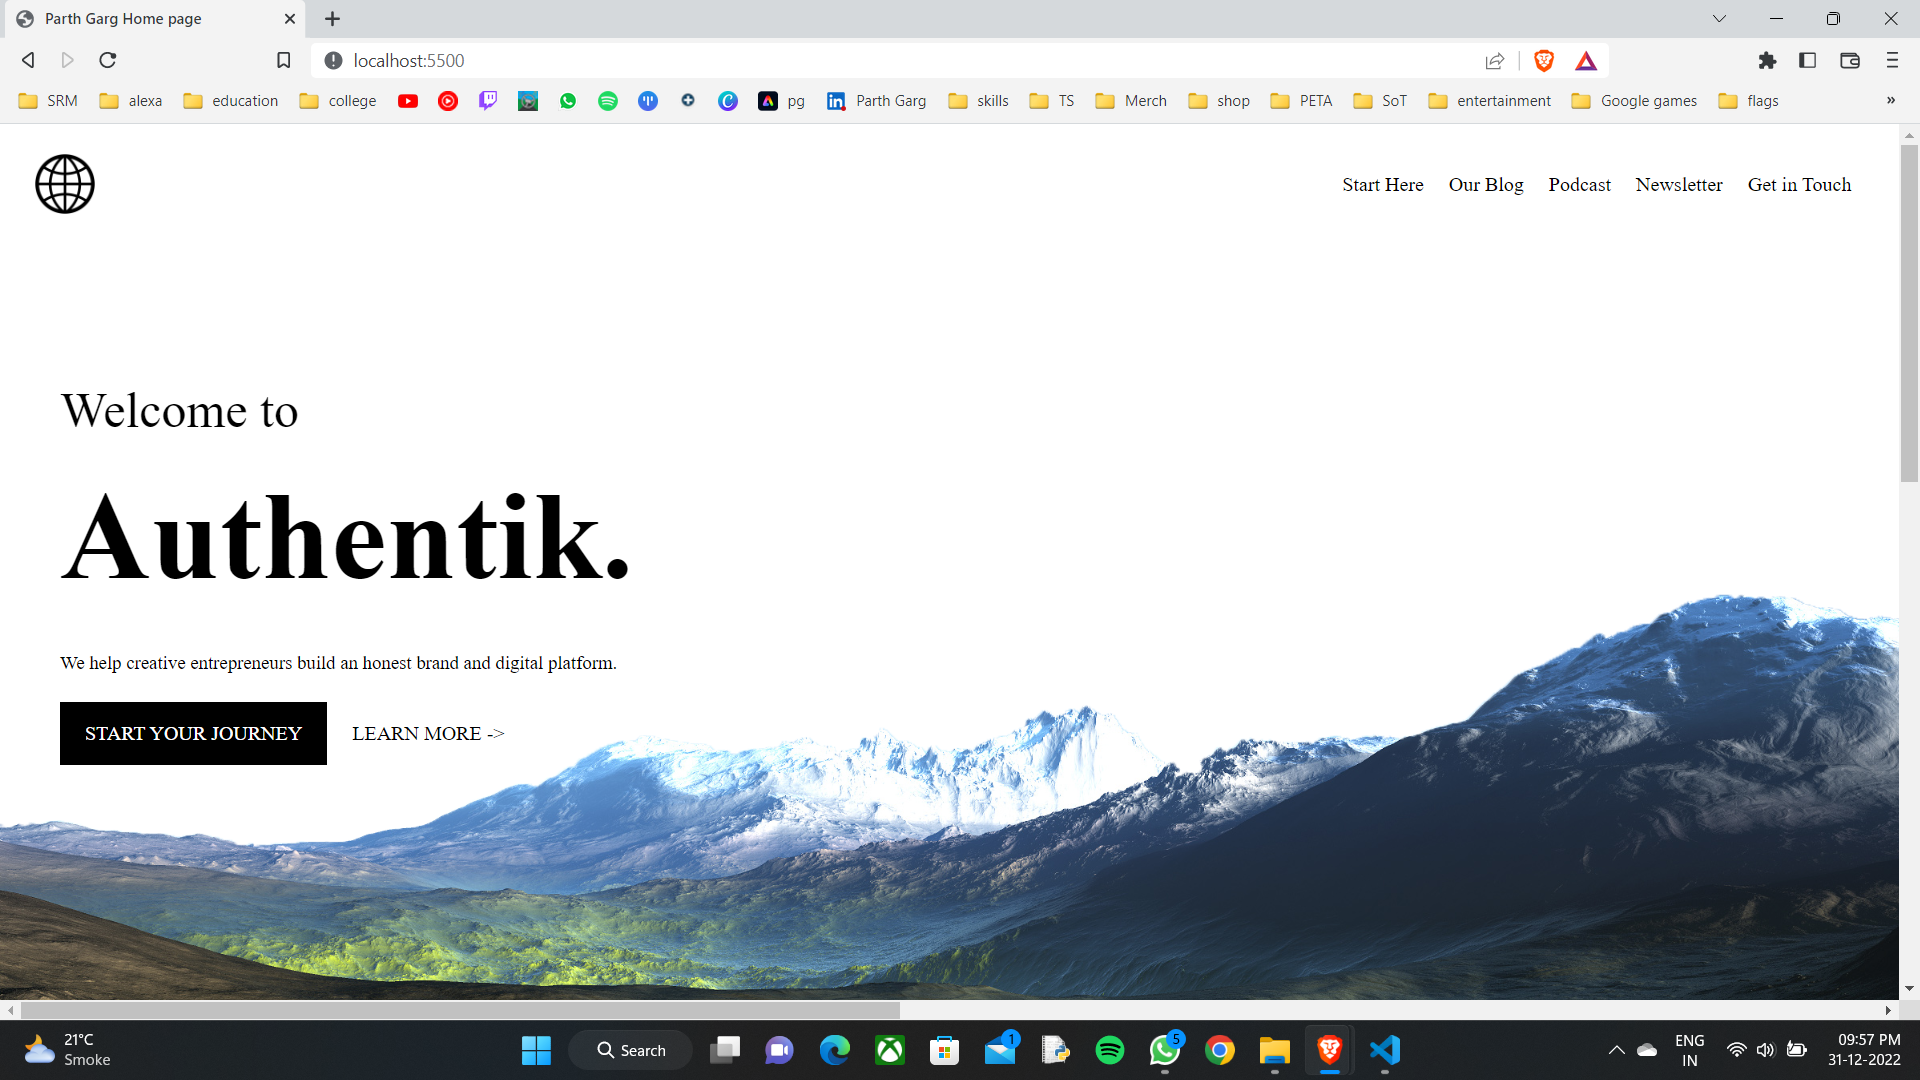 Parth Garg Home page
localhost:5500
SRM alexa education college pg Parth Garg skills TS Merch shop PETA SoT entertainment Google games flags »
Start Here Our Blog Podcast Newsletter Get in Touch
Welcome to
Authentik.
We help creative entrepreneurs build an honest brand and digital platform.
START YOUR JOURNEY LEARN MORE ->
21°C
Smoke
Search
1
5
ENG
IN
09:57 PM
31-12-2022